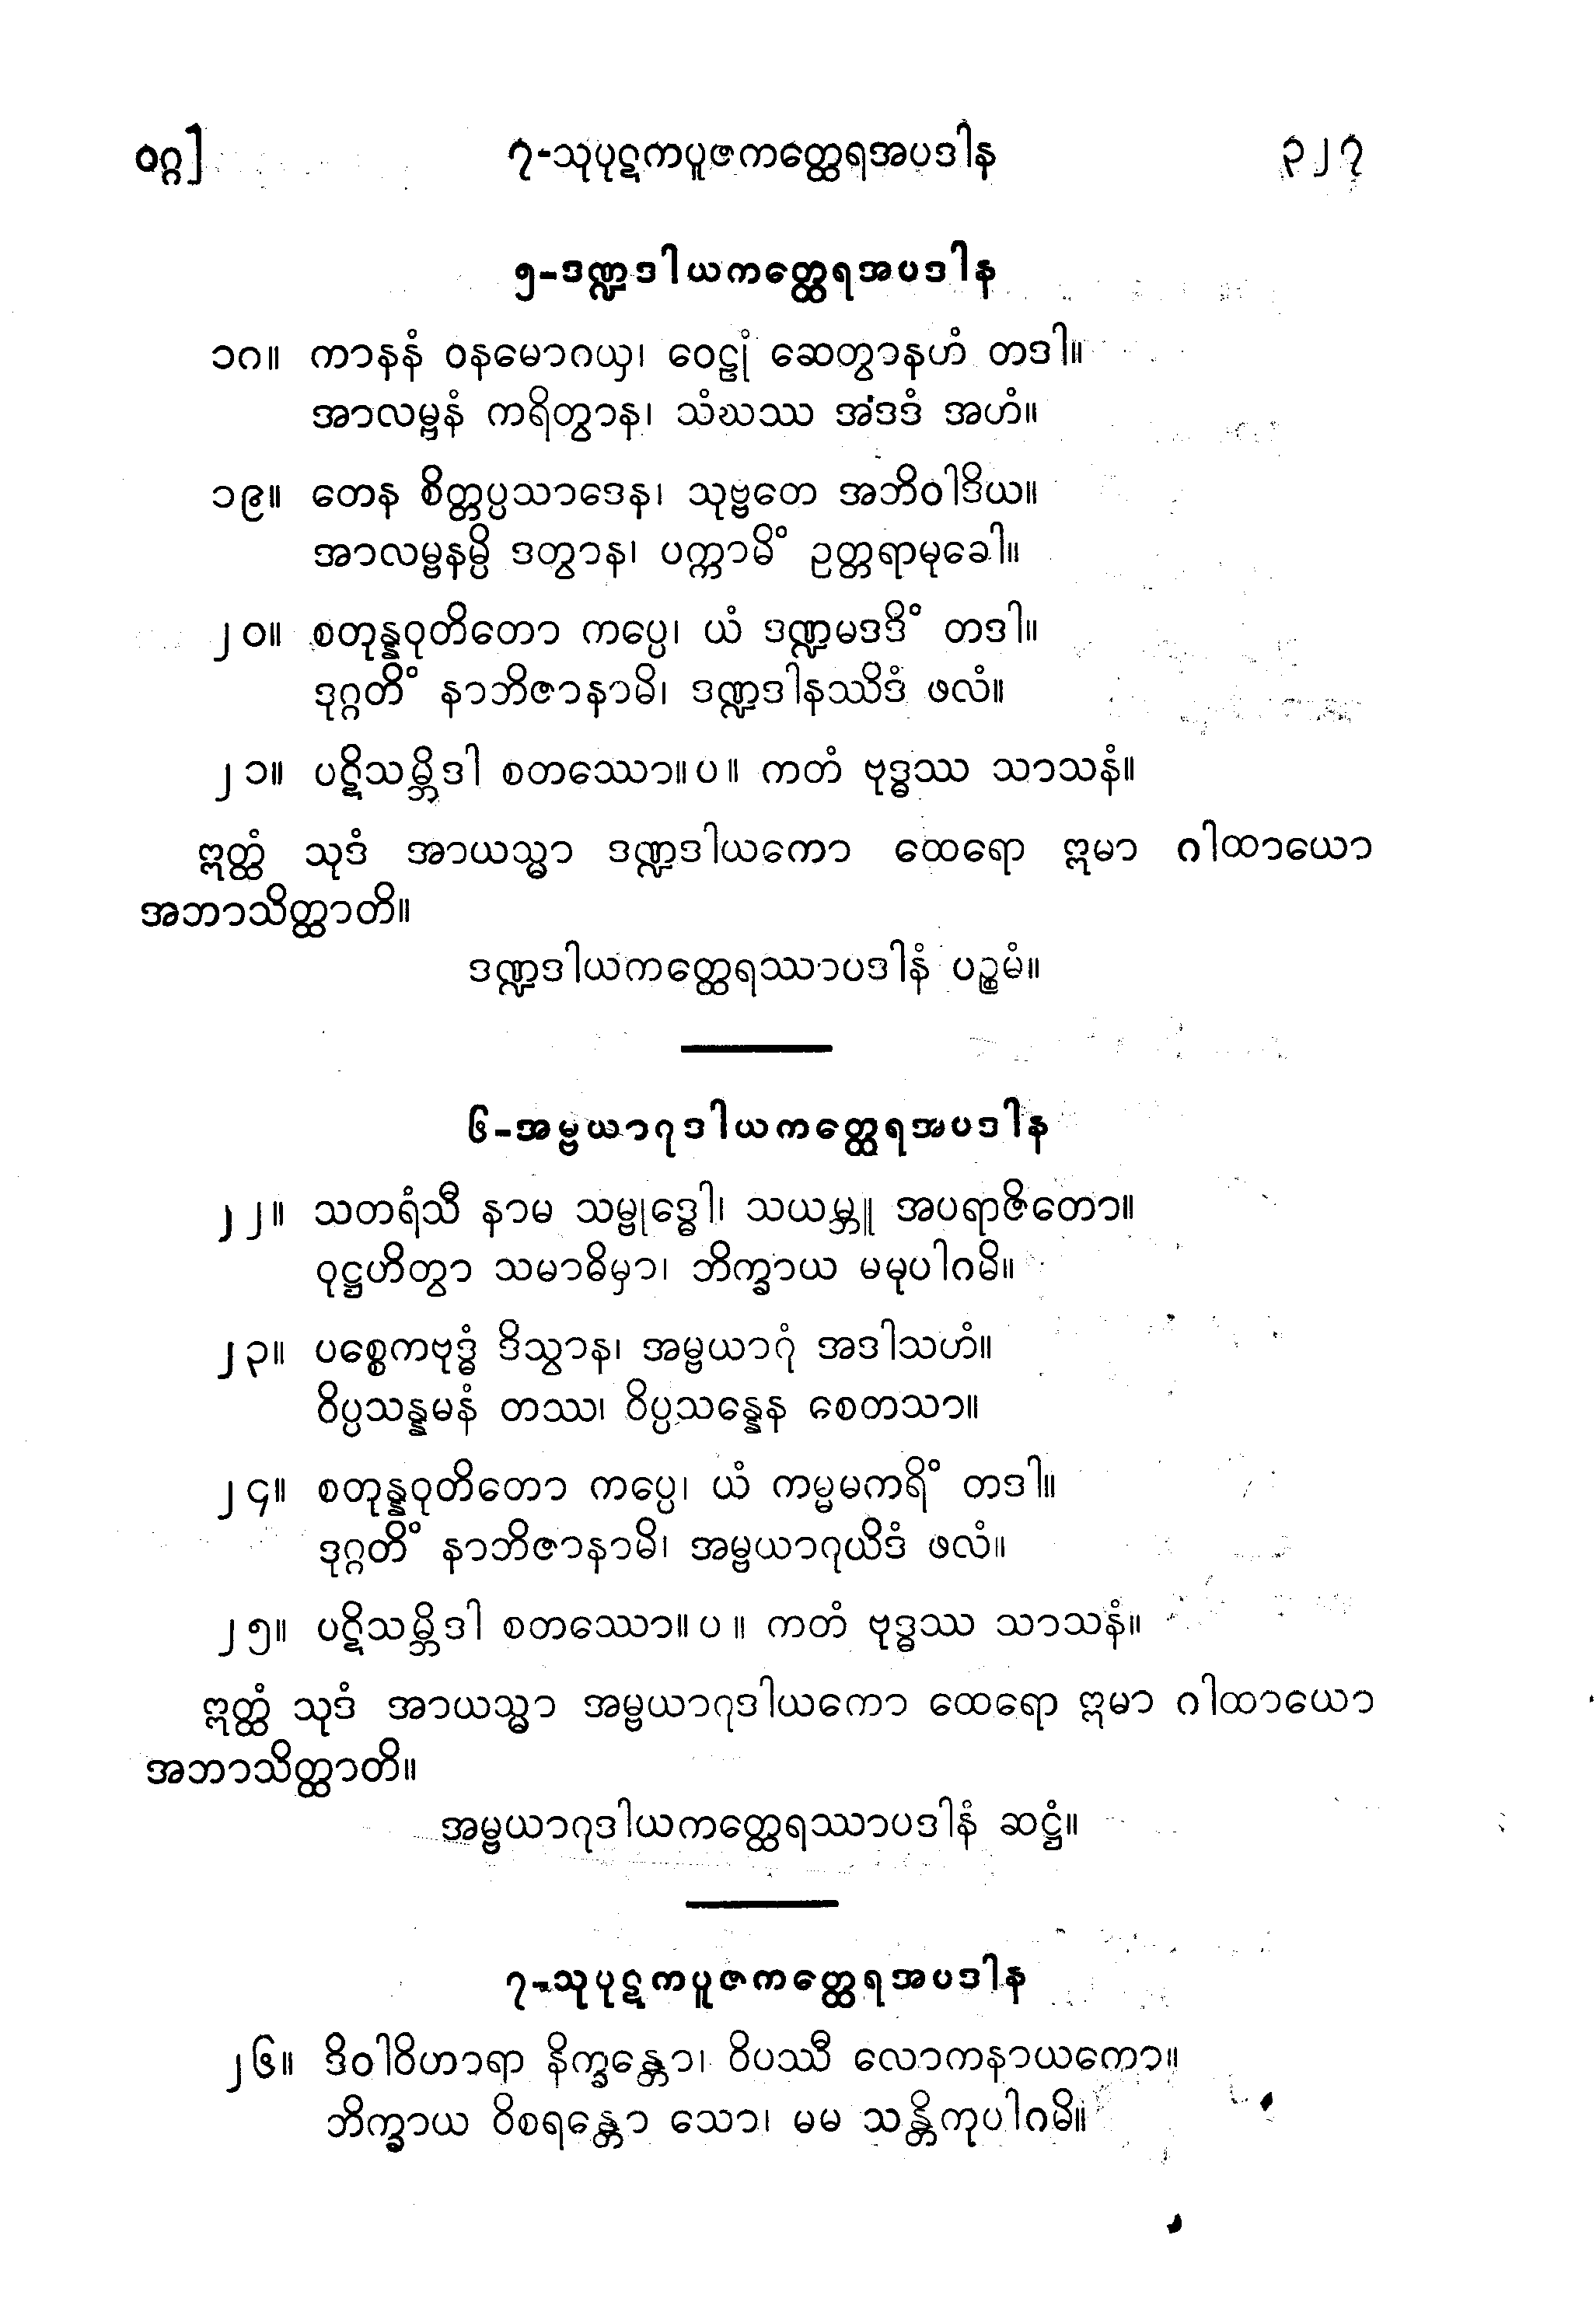 ဝဂ္ဂ] ၇-သုပုဋကပူဇကတ္ထေရအပဒါန ၃၂၇
၅-ဒဏ္ဍဒါယကတ္ထေရအပဒါန
၁၈။ ကာနနံ ဝနမောဂယှ၊ ဝေဠုံ ဆေတွာနဟံ တဒါ။
အာလမ္ဗနံ ကရိတွာန၊ သံဃဿ အဒဒံ အဟံ။
၁၉။ တေန စိတ္တပ္ပသာဒေန၊ သုဗ္ဗတေ အဘိဝါဒိယ။
အာလမ္ဗနမ္ပိ ဒတွာန၊ ပက္ကာမိံ ဥတ္တရာမုခေါ။
၂၀။ စတုန္နဝုတိတော ကပ္ပေ၊ ယံ ဒဏ္ဍမဒဒိံ တဒါ။
ဒုဂ္ဂတိံ နာဘိဇာနာမိ၊ ဒဏ္ဍဒါနဿိဒံ ဖလံ။
၂၁။ ပဋိသမ္ဘိဒါ စတဿော။ပ။ ကတံ ဗုဒ္ဓဿ သာသနံ။
ဣတ္ထံ သုဒံ အာယသ္မာ ဒဏ္ဍဒါယကော ထေရော ဣမာ ဂါထာယော
အဘာသိတ္ထာတိ။
ဒဏ္ဍဒါယကတ္ထေရဿာပဒါနံ ပဉ္စမံ။
၆-အမ္ဗယာဂုဒါယကတ္ထေရအပဒါန
၂၂။ သတရံသီ နာမ သမ္ဗုဒ္ဓေါ၊ သယမ္ဘူ အပရာဇိတော။
ဝုဋ္ဌဟိတွာ သမာဓိမှာ၊ ဘိက္ခာယ မမုပါဂမိ။
၂၃။ ပစ္စေကဗုဒ္ဓံ ဒိသွာန၊ အမ္ဗယာဂုံ အဒါသဟံ။
ဝိပ္ပသန္နမနံ တဿ၊ ဝိပ္ပသန္နေန စေတသာ။
၂၄။ စတုန္နဝုတိတော ကပ္ပေ၊ ယံ ကမ္မမကရိံ တဒါ။
ဒုဂ္ဂတိံ နာဘိဇာနာမိ၊ အမ္ဗယာဂုယိဒံ ဖလံ။
၂၅။ ပဋိသမ္ဘိဒါ စတဿော။ပ။ ကတံ ဗုဒ္ဓဿ သာသနံ။
ဣတ္ထံ သုဒံ အာယသ္မာ အမ္ဗယာဂုဒါယကော ထေရော ဣမာ ဂါထာယော
အဘာသိတ္ထာတိ။
အမ္ဗယာဂုဒါယကတ္ထေရဿာပဒါနံ ဆဋ္ဌံ။
၇-သုပုဋကပူဇကတ္ထေရအပဒါန
၂၆။ ဒိဝါဝိဟာရာ နိက္ခန္တော၊ ဝိပဿီ လောကနာယကော။
ဘိက္ခာယ ဝိစရန္တော သော၊ မမ သန္တိကုပါဂမိ။